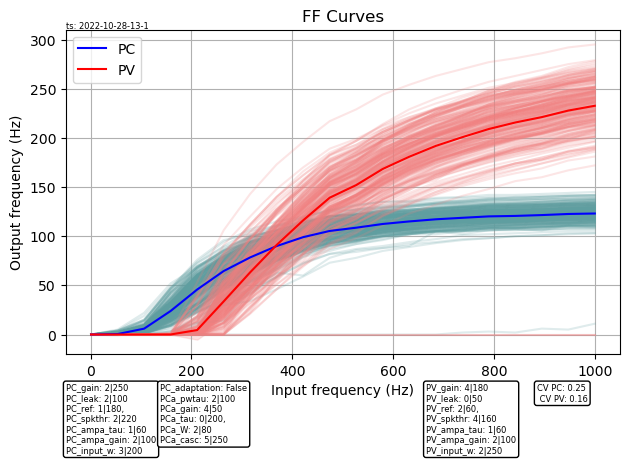 ts: 2022-10-28-13-1
FF Curves
PC
PV
Output frequency (Hz)
300
250
200
150
100
50
0
0
200
400
600
800
1000
Input frequency (Hz)
PC_gain: 2|250
PC_leak: 2|100
PC_ref: 1|180,
PC_spkthr: 2|220
PC_ampa_tau: 1|60
PC_ampa_gain: 2|100
PC_input_w: 3|200
PC_adaptation: False
PCa_pwtau: 2|100
PCa_gain: 4|50
PCa_tau: 0|200,
PCa_W: 2|80
PCa_casc: 5|250
PV_gain: 4|180
PV_leak: 0|50
PV_ref: 2|60,
PV_spkthr: 4|160
PV_ampa_tau: 1|60
PV_ampa_gain: 2|100
PV_input_w: 2|250
CV PC: 0.25
CV PV: 0.16